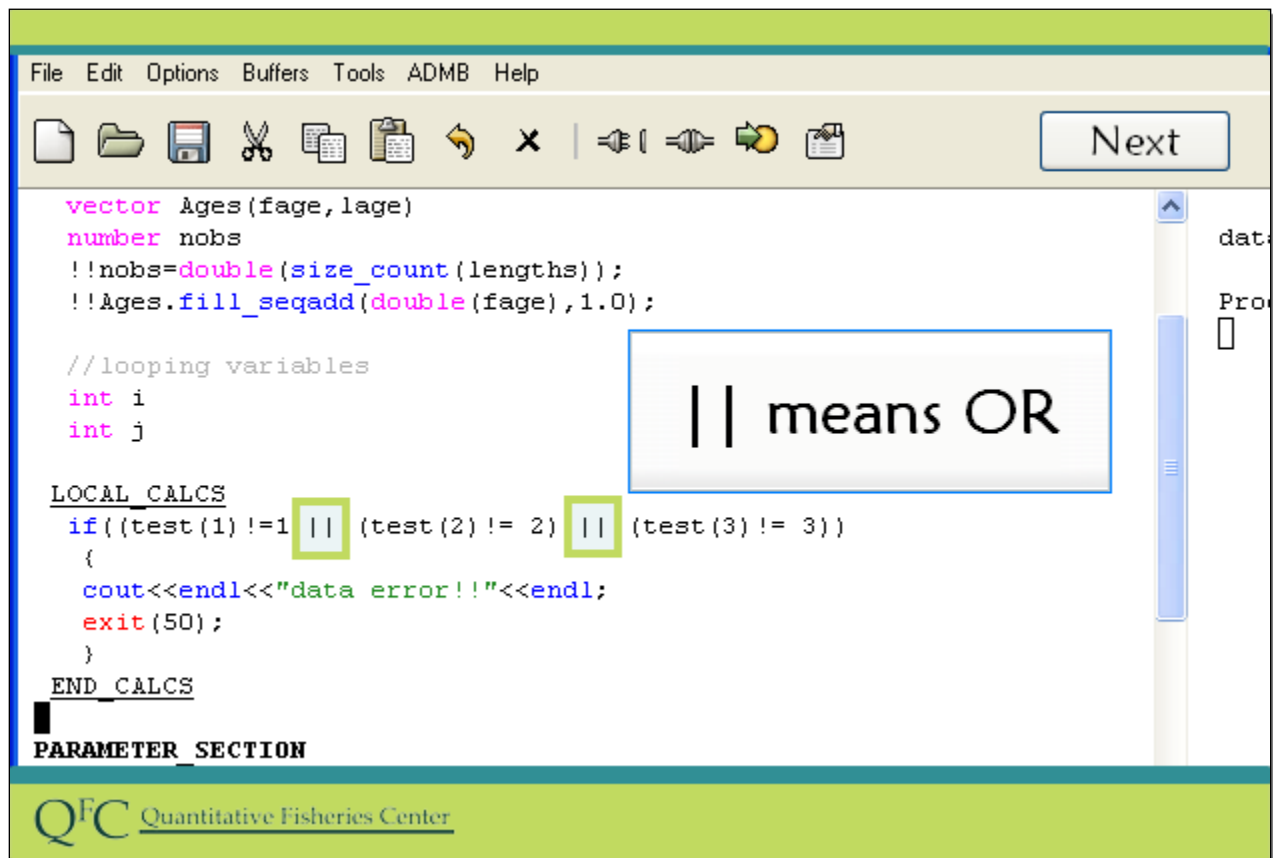 File Edit Options Buffers Tools ADMB Help
Next
vector Ages(fage,lage)
number nobs
!!nobs=double(size_count(lengths));
!!Ages.fill_seqadd(double(fage),1.0);
//looping variables
int i
int j
|| means OR
LOCAL_CALCS
if((test(1)!=1 || (test(2)!= 2) || (test(3)!= 3))
{
cout<<endl<<"data error!!"<<endl;
exit(50);
}
END_CALCS
PARAMETER_SECTION
QFC Quantitative Fisheries Center